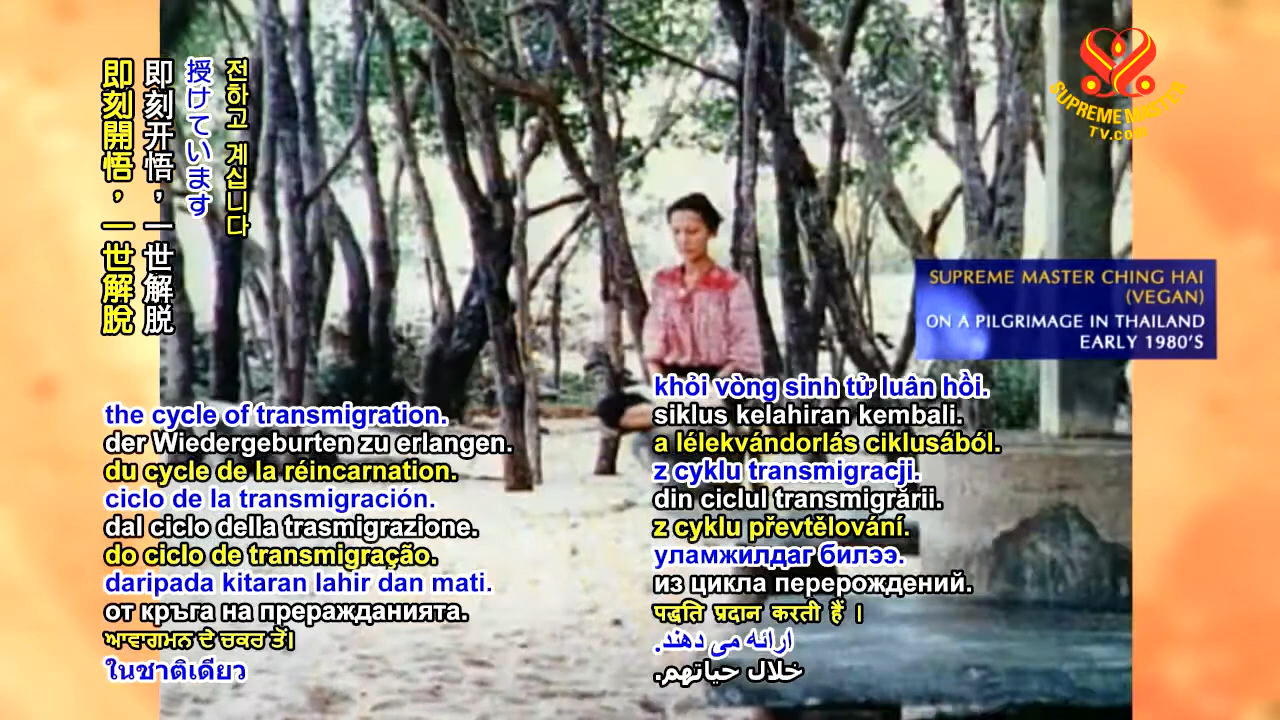 전하고 계십니다
授けています
即刻开悟，一世解脱
即刻開悟，一世解脫
SUPREME MASTER
TV.com
SUPREME MASTER CHING HAI
(VEGAN)
ON A PILGRIMAGE IN THAILAND
EARLY 1980'S
the cycle of transmigration.
der Wiedergeburten zu erlangen.
du cycle de la réincarnation.
ciclo de la transmigración.
dal ciclo della trasmigrazione.
do ciclo de transmigração.
daripada kitaran lahir dan mati.
от кръга на преражданията.
ਆਵਾਗਮਨ ਦੇ ਚਕਰ ਤੋਂ।
ในชาติเดียว
khỏi vòng sinh tử luân hồi.
siklus kelahiran kembali.
a lélekvándorlás ciklusából.
z cyklu transmigracji.
din ciclul transmigrării.
z cyklu převtělování.
уламжилдаг билээ.
из цикла перерождений.
पद्धति प्रदान करती हैं ।
ارائه می دهند.
خلال حياتهم.